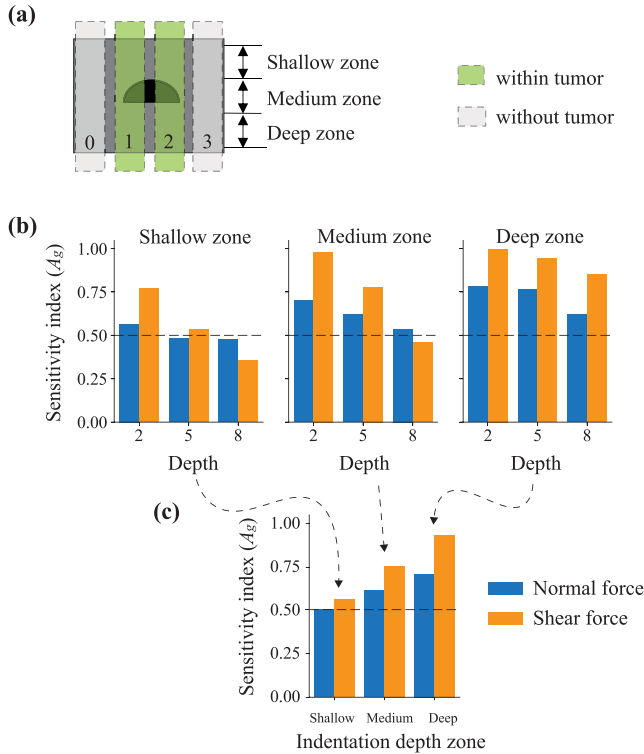 (a)
Shallow zone
Medium zone
Deep zone
0 1 2 3
within tumor
without tumor
(b)
Shallow zone Medium zone Deep zone
Sensitivity index (Ag)
1.00
0.75
0.50
0.25
0.00
2 5 8 2 5 8 2 5 8
Depth Depth Depth
(c)
Sensitivity index (Ag)
1.00
0.75
0.50
0.25
0.00
Shallow Medium Deep
Indentation depth zone
Normal force
Shear force